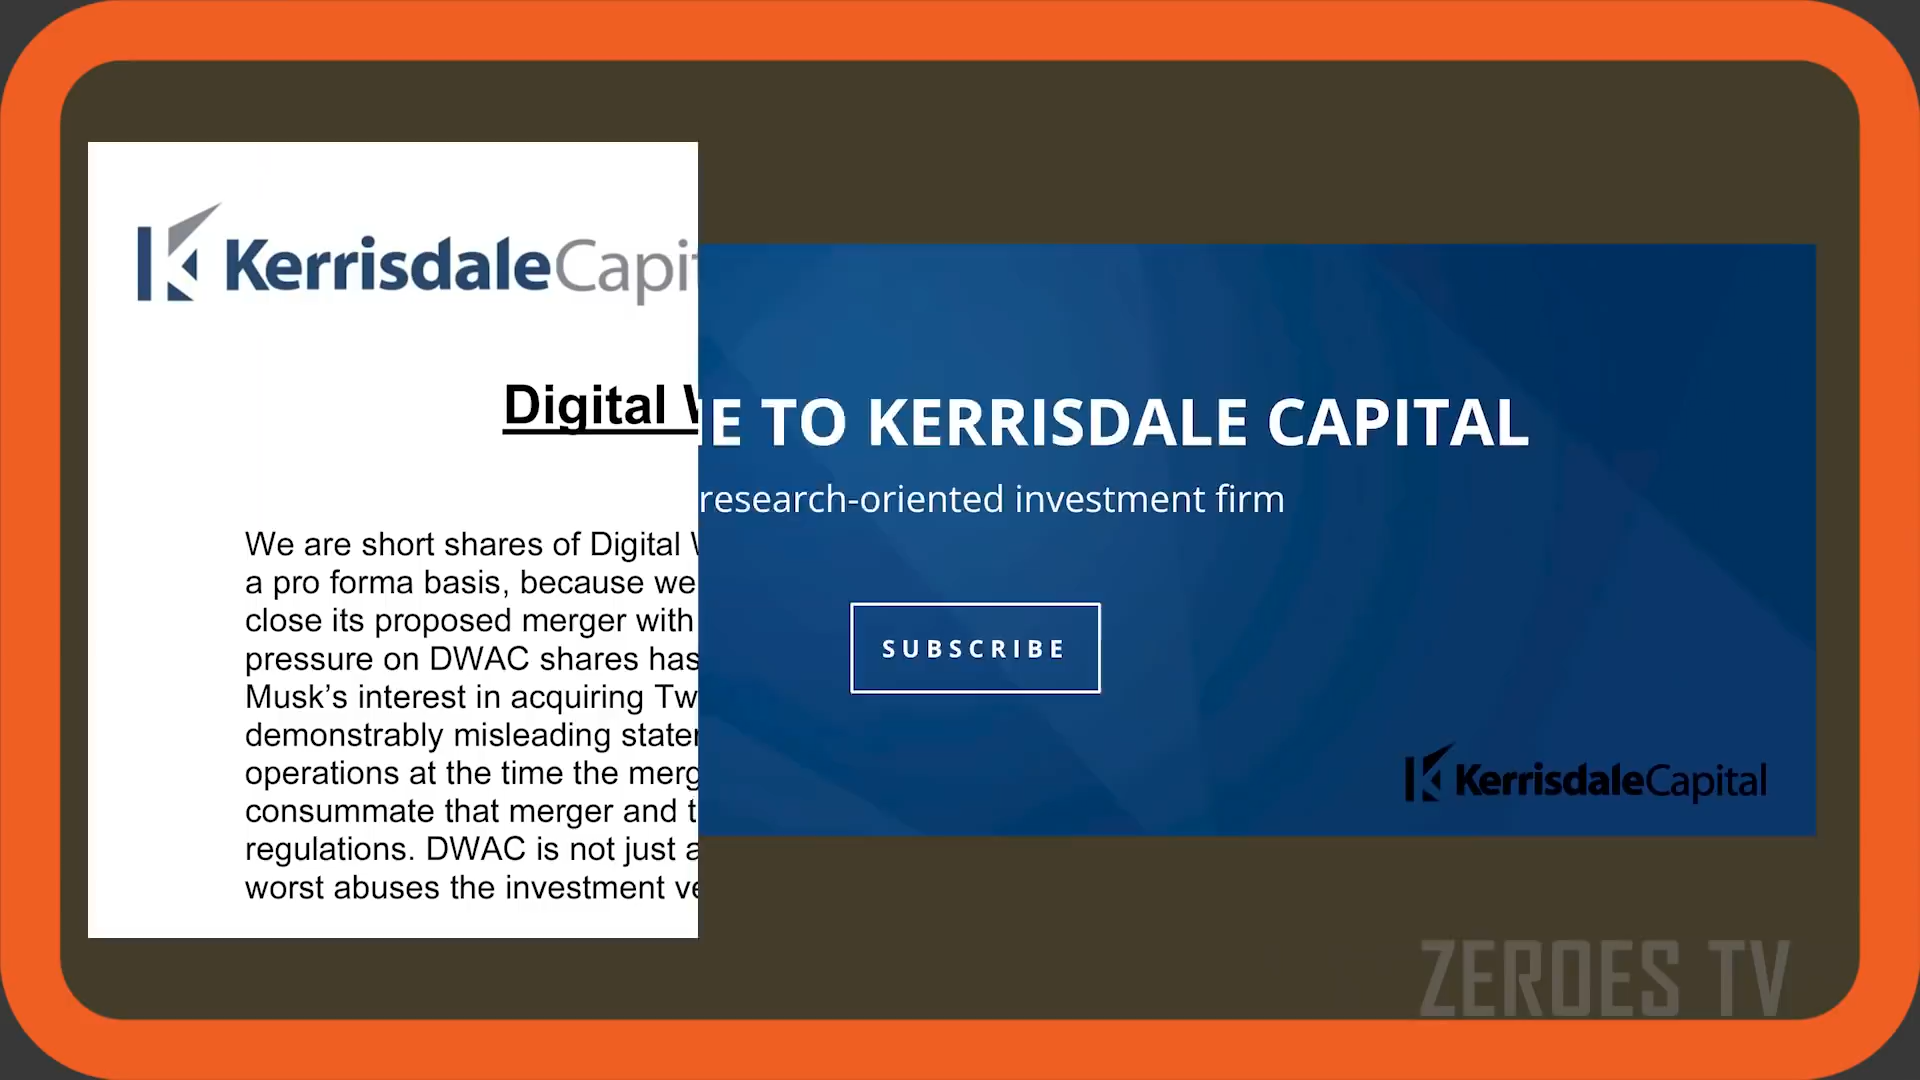 KerrisdaleCapi
Digital
We are short shares of Digital
a pro forma basis, because we
close its proposed merger with
pressure on DWAC shares has
Musk’s interest in acquiring Tw
demonstrably misleading stater
operations at the time the merg
consummate that merger and t
regulations. DWAC is not just a
worst abuses the investment ve
E TO KERRISDALE CAPITAL
research-oriented investment firm
SUBSCRIBE
KerrisdaleCapital
ZEROES TV